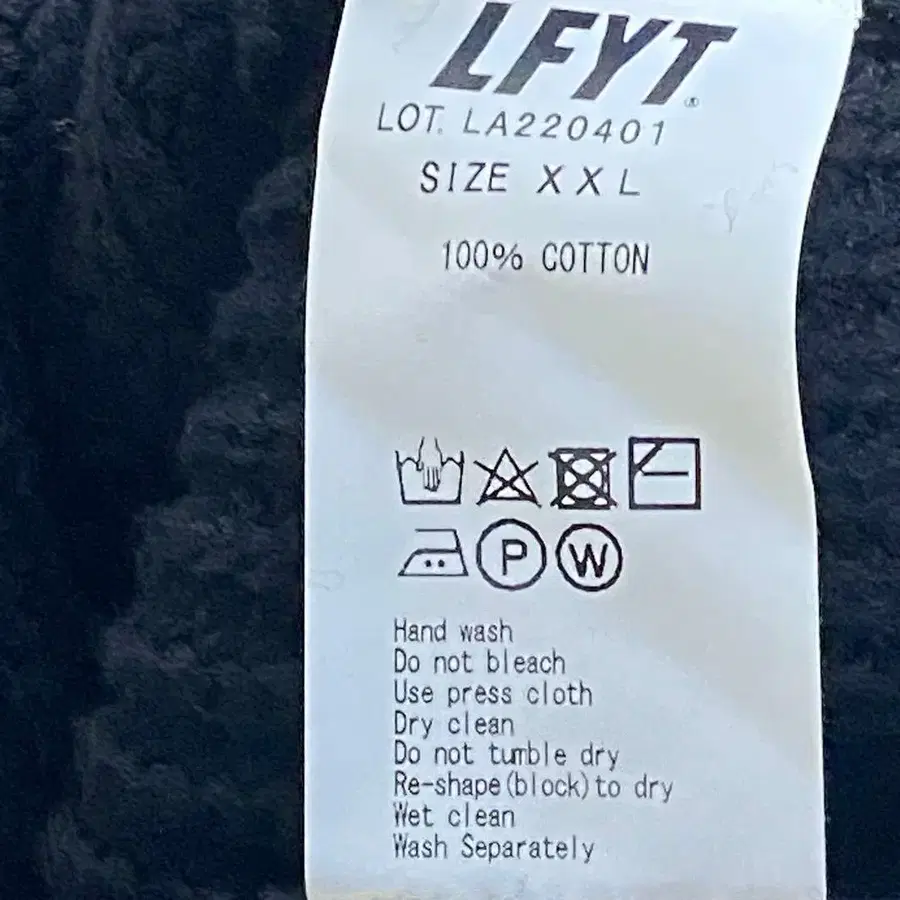 LFYT®
LOT. LA220401
SIZE XXL
100% COTTON
P W
Hand wash
Do not bleach
Use press cloth
Dry clean
Do not tumble dry
Re-shape(block)to dry
Wet clean
Wash Separately